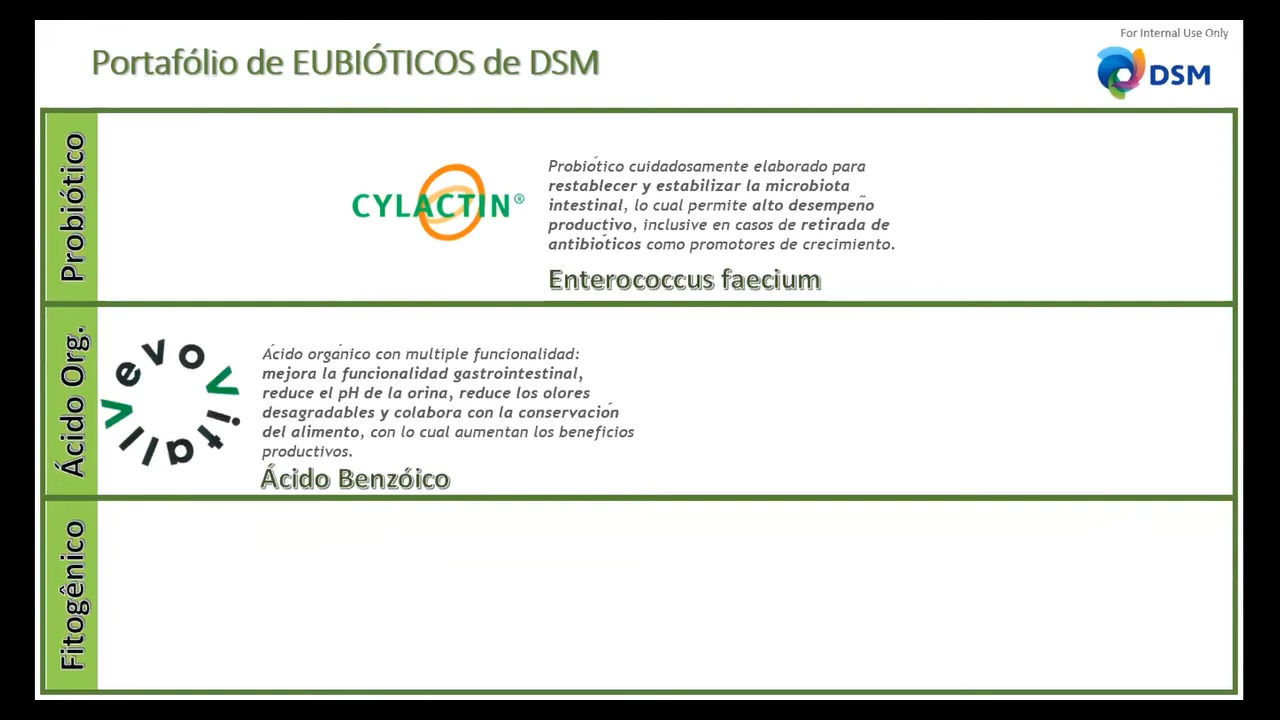 For Internal Use Only
Portafólio de EUBIÓTICOS de DSM
DSM
Probiótico
CYLACTIN®
Probiótico cuidadosamente elaborado para
restablecer y estabilizar la microbiota
intestinal, lo cual permite alto desempeño
productivo, inclusive en casos de retirada de
antibióticos como promotores de crecimiento.
Enterococcus faecium
Ácido Org.
evo
Vitall
Ácido orgánico con multiple funcionalidad:
mejora la funcionalidad gastrointestinal,
reduce el pH de la orina, reduce los olores
desagradables y colabora con la conservación
del alimento, con lo cual aumentan los beneficios
productivos.
Ácido Benzóico
Fitogênico